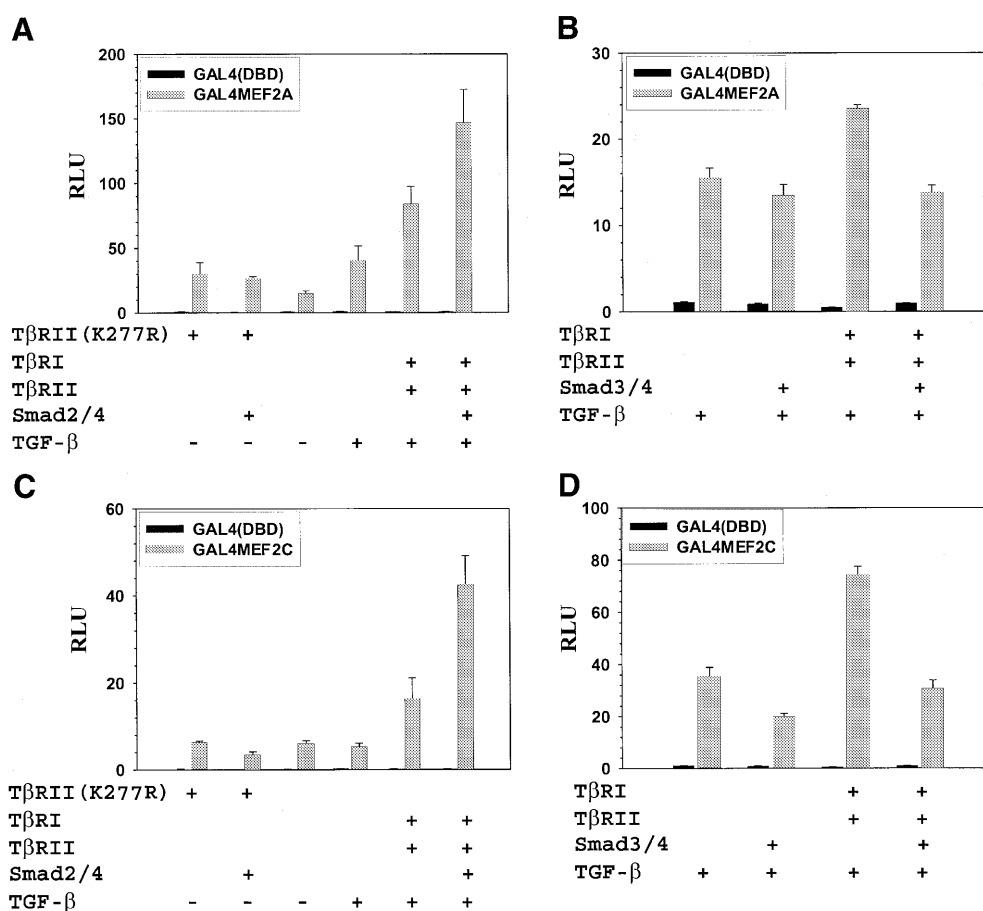 A
200
150
100
50
0
RLU
GAL4(DBD)
GAL4MEF2A
TβRII(K277R) + +
TβRI + +
TβRII + +
Smad2/4 + +
TGF-β - - - + + +
B
30
20
10
0
RLU
GAL4(DBD)
GAL4MEF2A
TβRI + +
TβRII + +
Smad3/4 + +
TGF-β + + + +
C
60
40
20
0
RLU
GAL4(DBD)
GAL4MEF2C
TβRII(K277R) + +
TβRI + +
TβRII + +
Smad2/4 + +
TGF-β - - - + + +
D
100
80
60
40
20
0
RLU
GAL4(DBD)
GAL4MEF2C
TβRI + +
TβRII + +
Smad3/4 + +
TGF-β + + + +